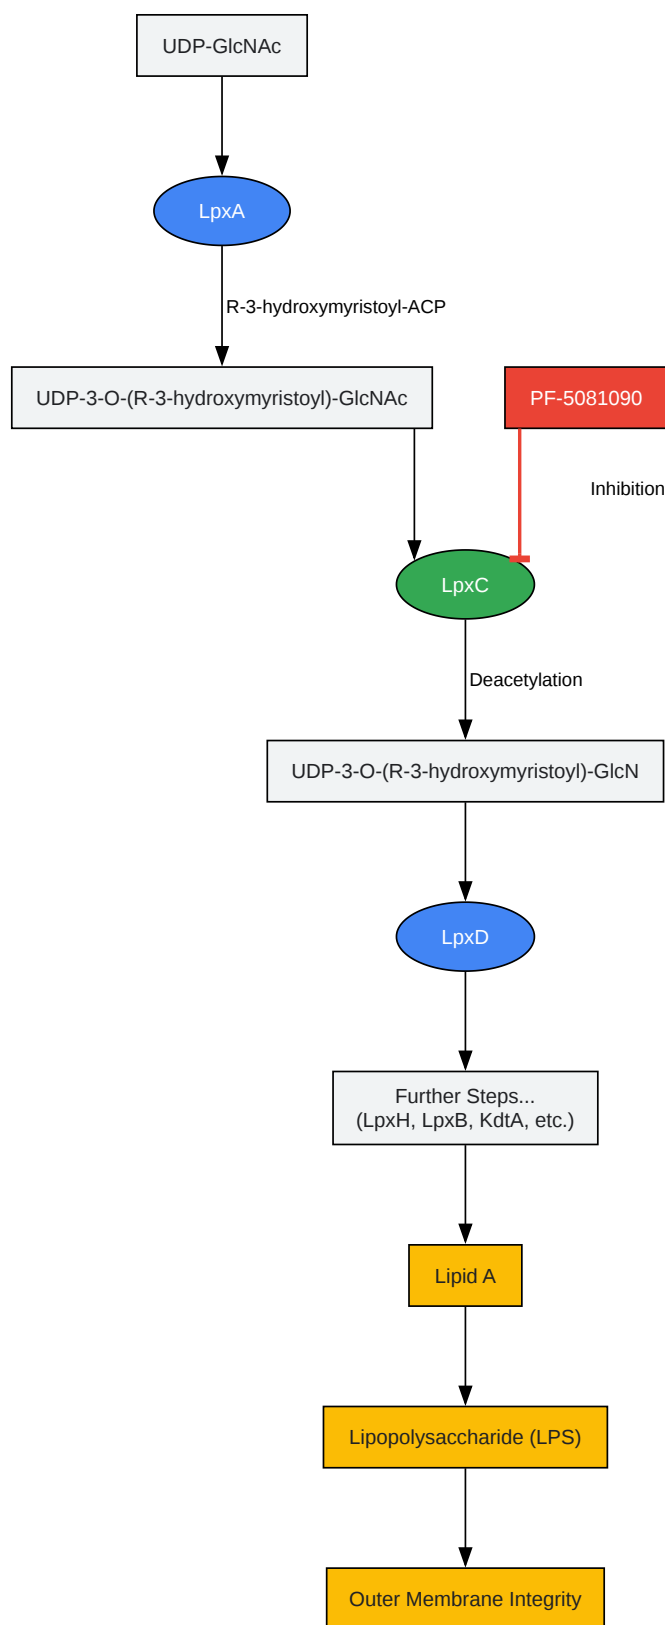 UDP-GlcNAc
LpxA
R-3-hydroxymyristoyl-ACP
UDP-3-O-(R-3-hydroxymyristoyl)-GlcNAc
PF-5081090
Inhibition
LpxC
Deacetylation
UDP-3-O-(R-3-hydroxymyristoyl)-GlcN
LpxD
Further Steps...
(LpxH, LpxB, KdtA, etc.)
Lipid A
Lipopolysaccharide (LPS)
Outer Membrane Integrity